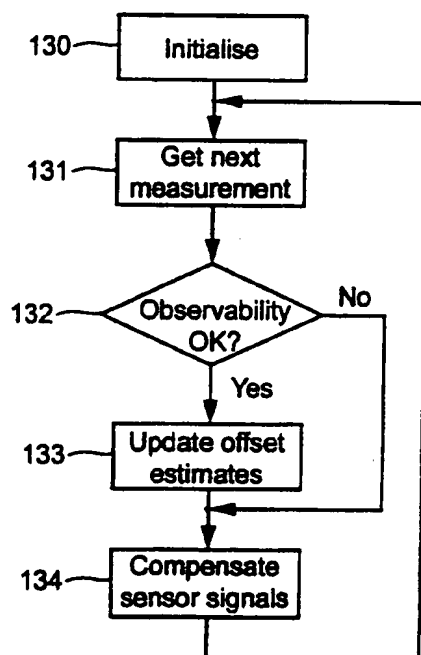 130
Initialise
131
Get next
measurement
132
Observability
OK?
No
Yes
133
Update offset
estimates
134
Compensate
sensor signals